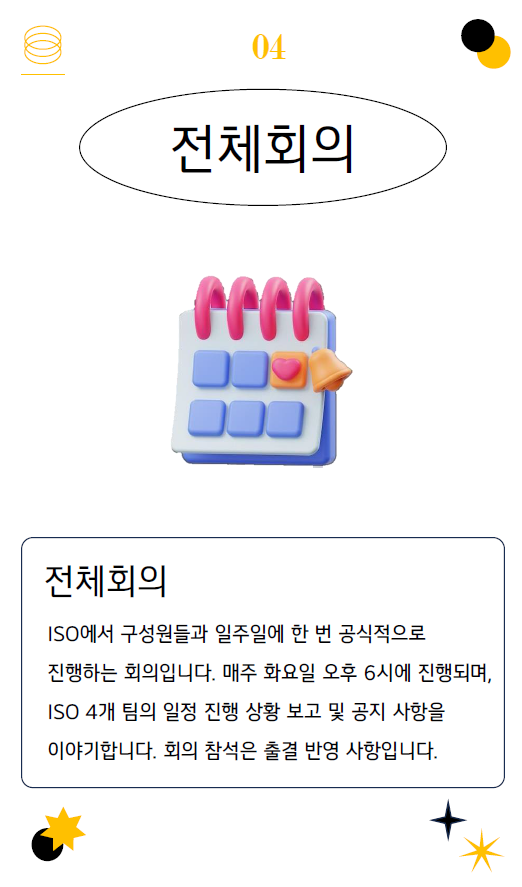 04
전체회의
전체회의
ISO에서 구성원들과 일주일에 한 번 공식적으로
진행하는 회의입니다. 매주 화요일 오후 6시에 진행되며,
ISO 4개 팀의 일정 진행 상황 보고 및 공지 사항을
이야기합니다. 회의 참석은 출결 반영 사항입니다.